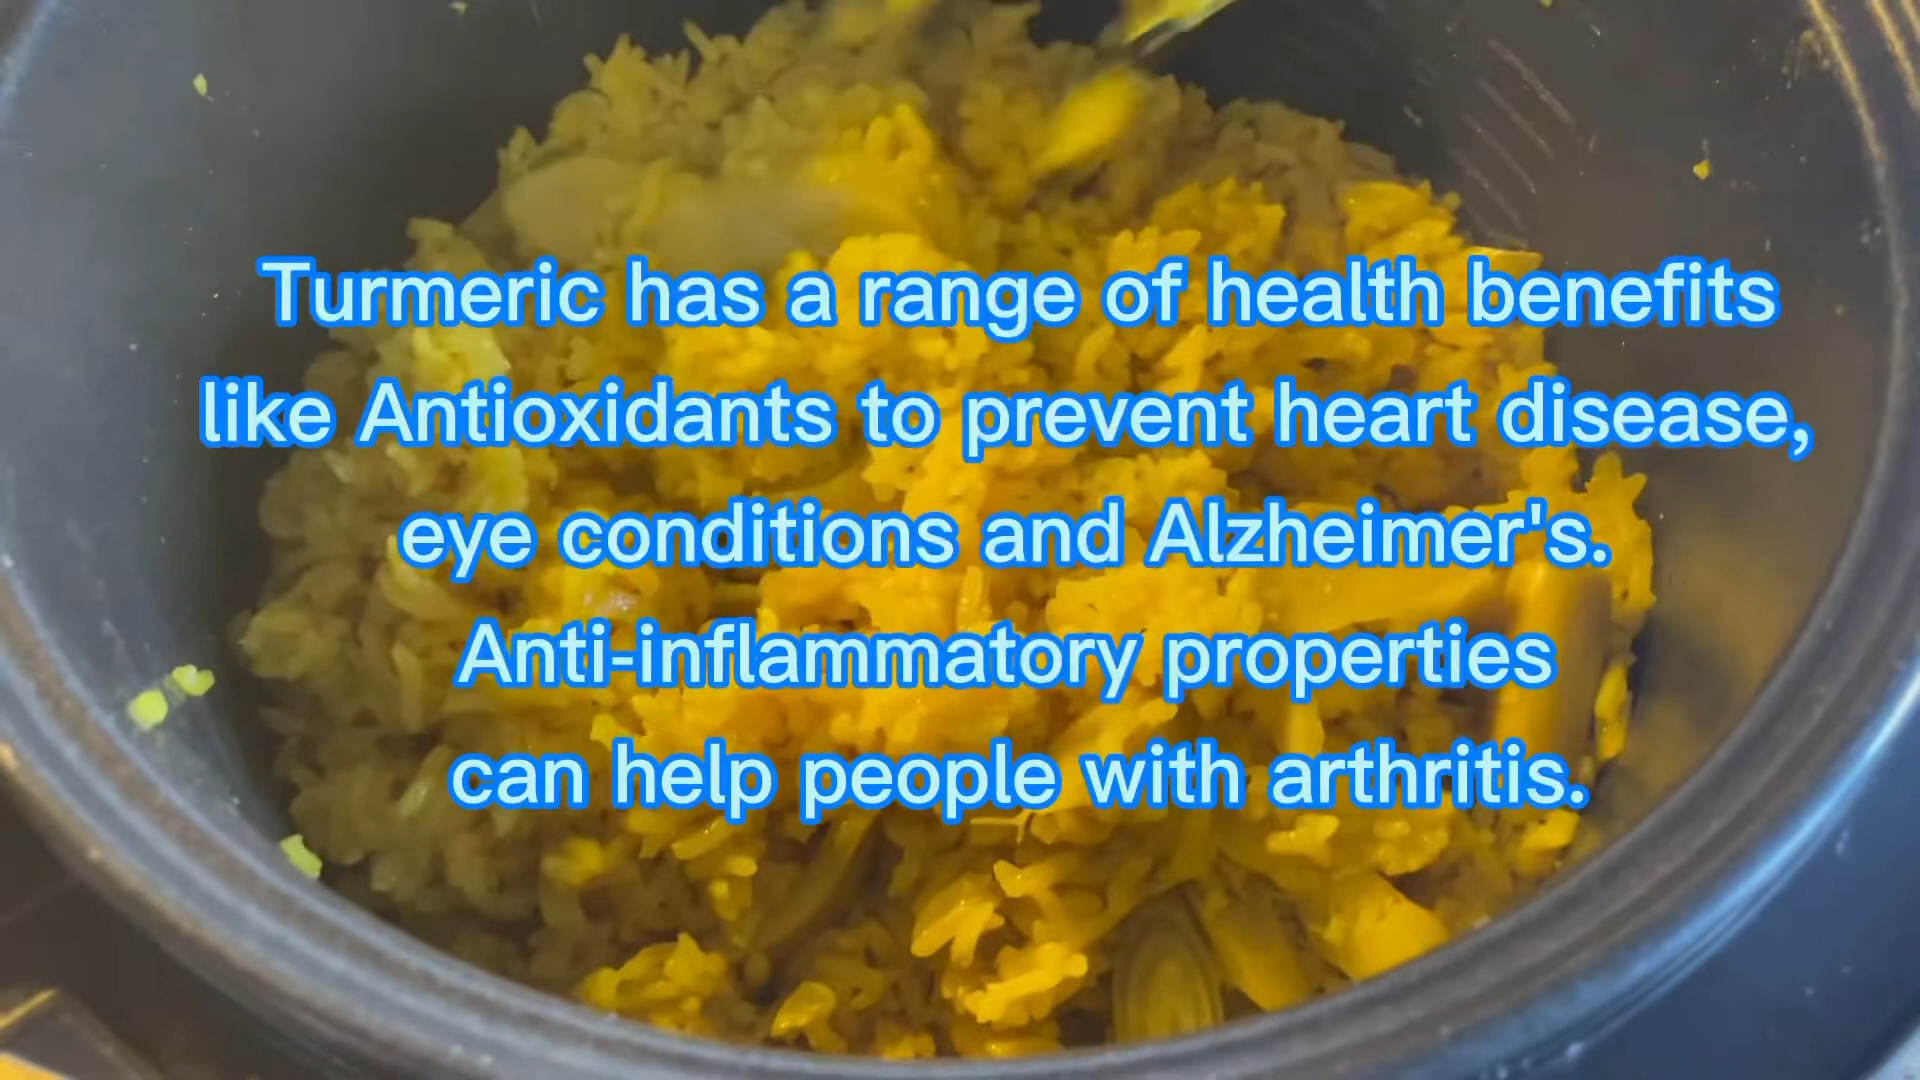 Turmeric has a range of health benefits
like Antioxidants to prevent heart disease,
eye conditions and Alzheimer's.
Anti-inflammatory properties
can help people with arthritis.